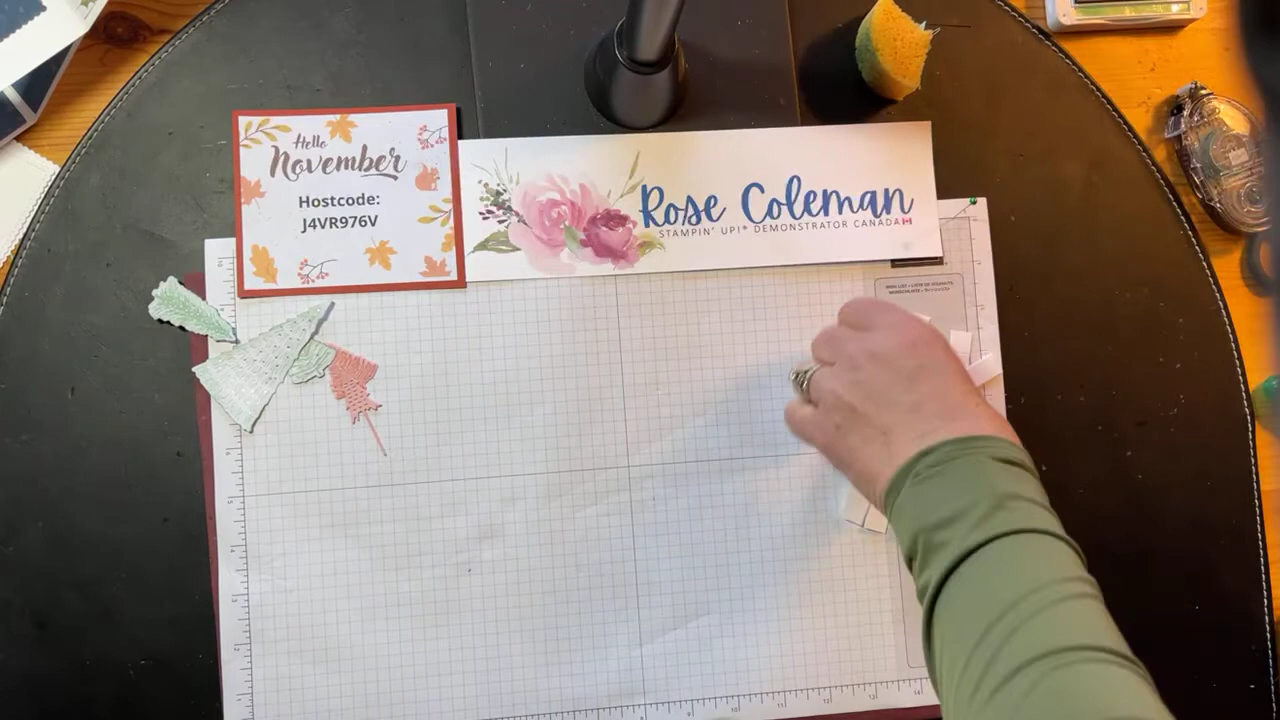 Hello
November
Hostcode:
J4VR976V
Rose Coleman
STAMPIN' UP!® DEMONSTRATOR CANADA